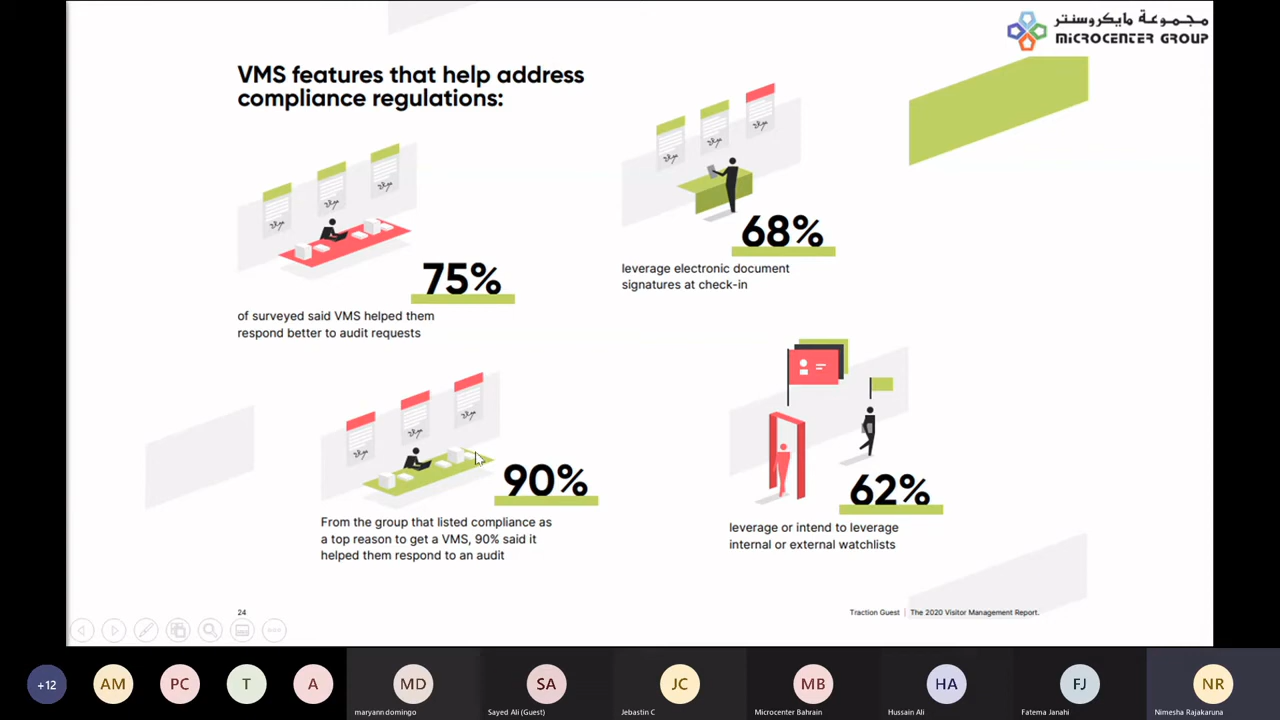 مجموعة مايكروسنتر
MICROCENTER GROUP
VMS features that help address
compliance regulations:
75%
of surveyed said VMS helped them
respond better to audit requests
68%
leverage electronic document
signatures at check-in
90%
From the group that listed compliance as
a top reason to get a VMS, 90% said it
helped them respond to an audit
62%
leverage or intend to leverage
internal or external watchlists
24
Traction Guest | The 2020 Visitor Management Report.
+12
AM
PC
T
A
MD
maryann domingo
SA
Sayed Ali (Guest)
JC
Jebastin C
MB
Microcenter Bahrain
HA
Hussain Ali
FJ
Fatema Janahi
NR
Nimesha Rajakaruna